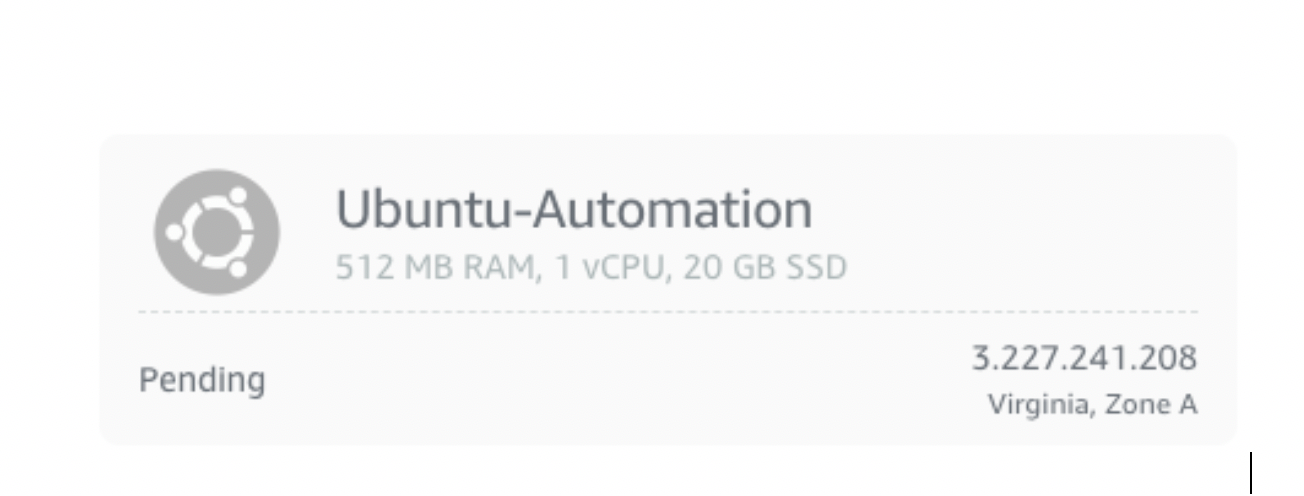 Ubuntu-Automation
512 MB RAM, 1 vCPU, 20 GB SSD
Pending
3.227.241.208
Virginia, Zone A